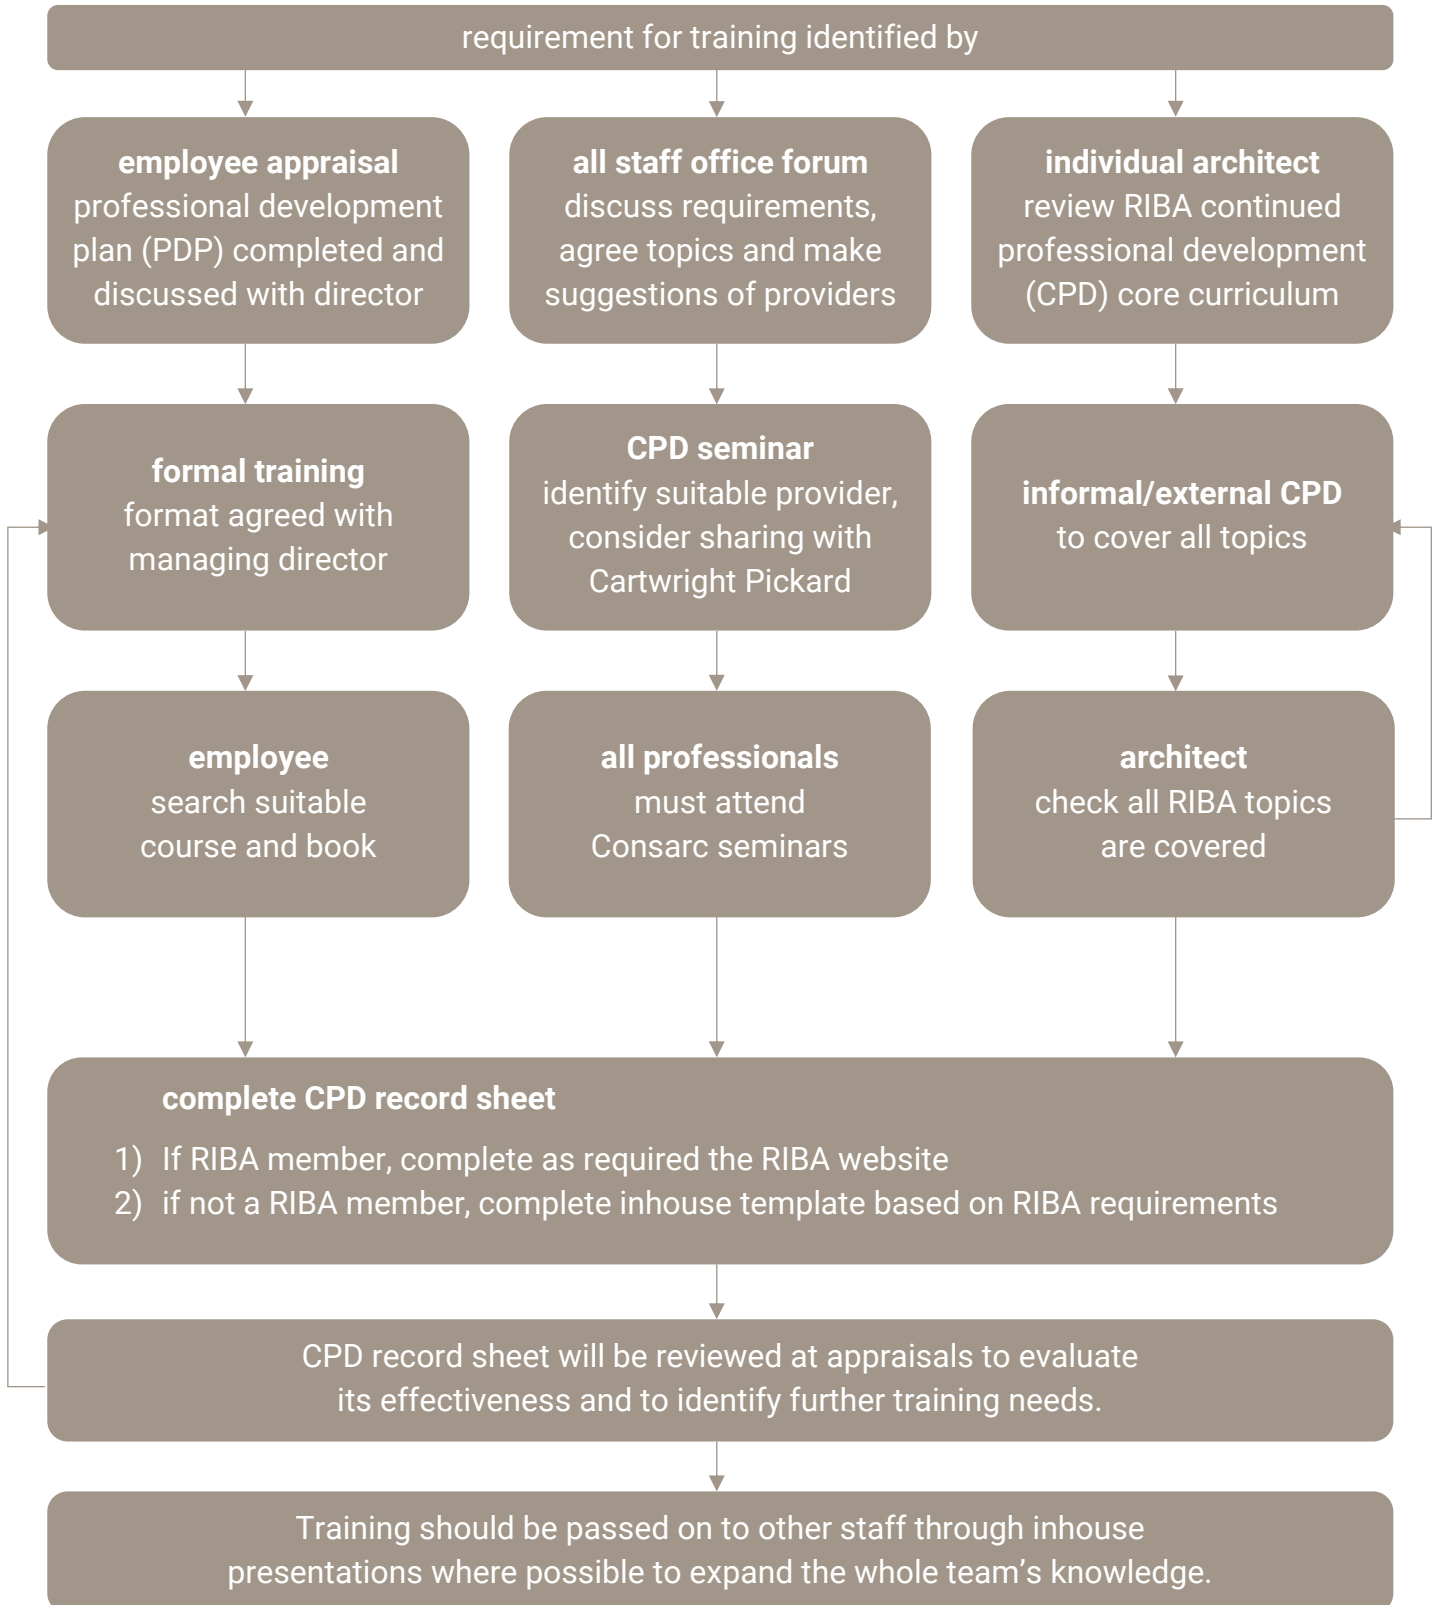 requirement for training identified by
employee appraisal
professional development
plan (PDP) completed and
discussed with director
all staff office forum
discuss requirements,
agree topics and make
suggestions of providers
individual architect
review RIBA continued
professional development
(CPD) core curriculum
formal training
format agreed with
managing director
CPD seminar
identify suitable provider,
consider sharing with
Cartwright Pickard
informal/external CPD
to cover all topics
employee
search suitable
course and book
all professionals
must attend
Consarc seminars
architect
check all RIBA topics
are covered
complete CPD record sheet
1) If RIBA member, complete as required the RIBA website
2) if not a RIBA member, complete inhouse template based on RIBA requirements
CPD record sheet will be reviewed at appraisals to evaluate
its effectiveness and to identify further training needs.
Training should be passed on to other staff through inhouse
presentations where possible to expand the whole team’s knowledge.